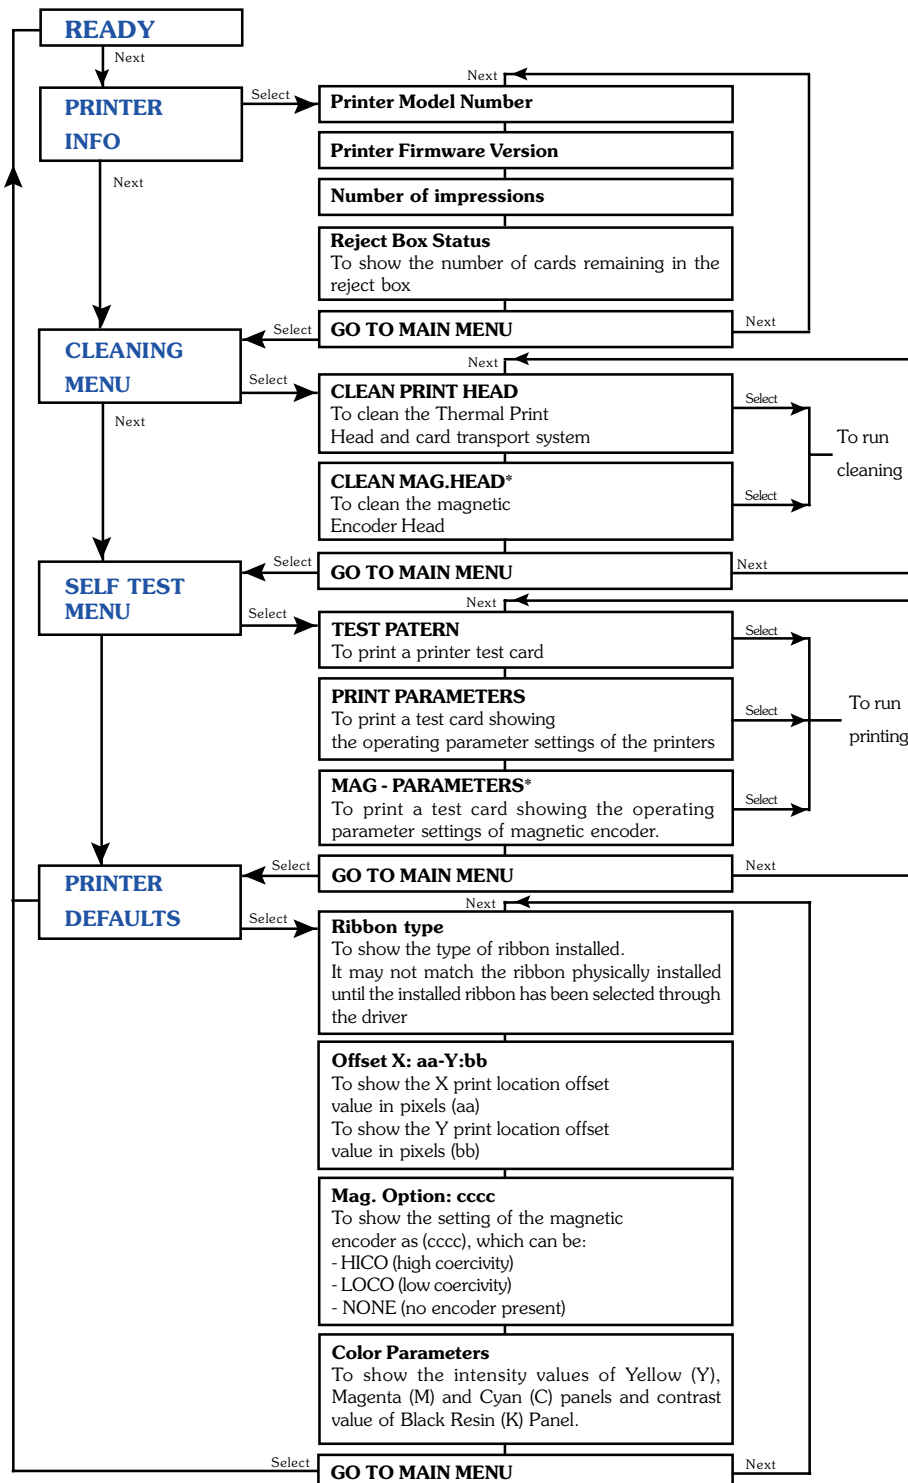 READY
Next
Next
PRINTER
INFO
Select
Printer Model Number
Printer Firmware Version
Next
Number of impressions
Reject Box Status
To show the number of cards remaining in the
reject box
Select
GO TO MAIN MENU
Next
CLEANING
MENU
Next
Select
CLEAN PRINT HEAD
To clean the Thermal Print
Head and card transport system
Select
Next
To run
cleaning
CLEAN MAG.HEAD*
To clean the magnetic
Encoder Head
Select
Select
GO TO MAIN MENU
Next
SELF TEST
MENU
Next
Select
TEST PATERN
To print a printer test card
Select
PRINT PARAMETERS
To print a test card showing
the operating parameter settings of the printers
Select
To run
printing
MAG - PARAMETERS*
To print a test card showing the operating
parameter settings of magnetic encoder.
Select
Select
GO TO MAIN MENU
Next
PRINTER
DEFAULTS
Next
Select
Ribbon type
To show the type of ribbon installed.
It may not match the ribbon physically installed
until the installed ribbon has been selected through
the driver
Offset X: aa-Y:bb
To show the X print location offset
value in pixels (aa)
To show the Y print location offset
value in pixels (bb)
Mag. Option: cccc
To show the setting of the magnetic
encoder as (cccc), which can be:
- HICO (high coercivity)
- LOCO (low coercivity)
- NONE (no encoder present)
Color Parameters
To show the intensity values of Yellow (Y),
Magenta (M) and Cyan (C) panels and contrast
value of Black Resin (K) Panel.
Select
GO TO MAIN MENU
Next